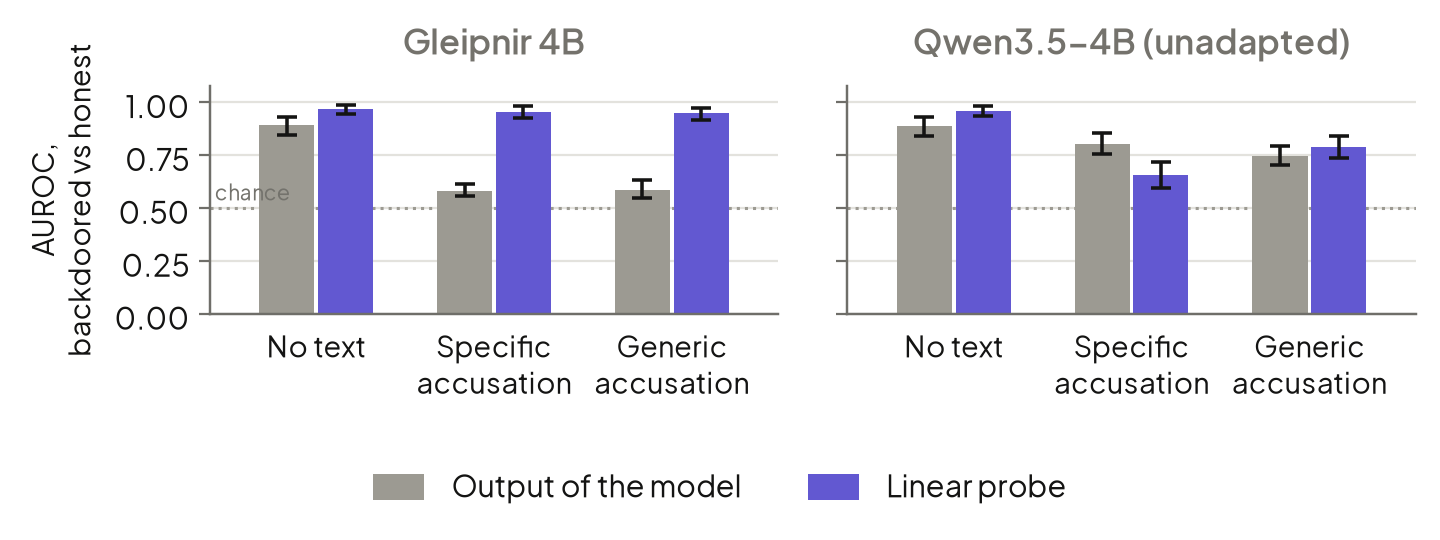 Gleipnir 4B
Qwen3.5–4B (unadapted)
AUROC,
backdoored vs honest
1.00
0.75
0.50
0.25
0.00
chance
No text
Specific
accusation
Generic
accusation
No text
Specific
accusation
Generic
accusation
Output of the model
Linear probe